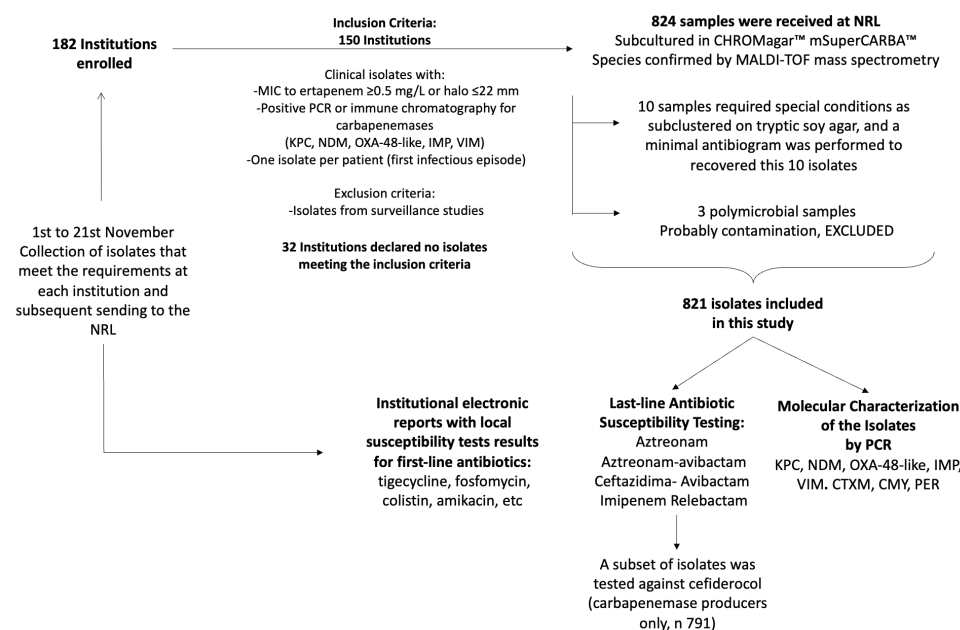 182 Institutions
enrolled
Inclusion Criteria:
150 Institutions
Clinical isolates with:
-MIC to ertapenem ≥0.5 mg/L or halo ≤22 mm
-Positive PCR or immune chromatography for
carbapenemases
(KPC, NDM, OXA-48-like, IMP, VIM)
-One isolate per patient (first infectious episode)
Exclusion criteria:
-Isolates from surveillance studies
32 Institutions declared no isolates
meeting the inclusion criteria
824 samples were received at NRL
Subcultured in CHROMagar™ mSuperCARBA™
Species confirmed by MALDI-TOF mass spectrometry
10 samples required special conditions as
subclustered on tryptic soy agar, and a
minimal antibiogram was performed to
recovered this 10 isolates
3 polymicrobial samples
Probably contamination, EXCLUDED
1st to 21st November
Collection of isolates that
meet the requirements at
each institution and
subsequent sending to the
NRL
821 isolates included
in this study
Institutional electronic
reports with local
susceptibility tests results
for first-line antibiotics:
tigecycline, fosfomycin,
colistin, amikacin, etc
Last-line Antibiotic
Susceptibility Testing:
Aztreonam
Aztreonam-avibactam
Ceftazidima- Avibactam
Imipenem Relebactam
Molecular Characterization
of the Isolates
by PCR
KPC, NDM, OXA-48-like, IMP,
VIM. CTXM, CMY, PER
A subset of isolates was
tested against cefiderocol
(carbapenemase producers
only, n 791)